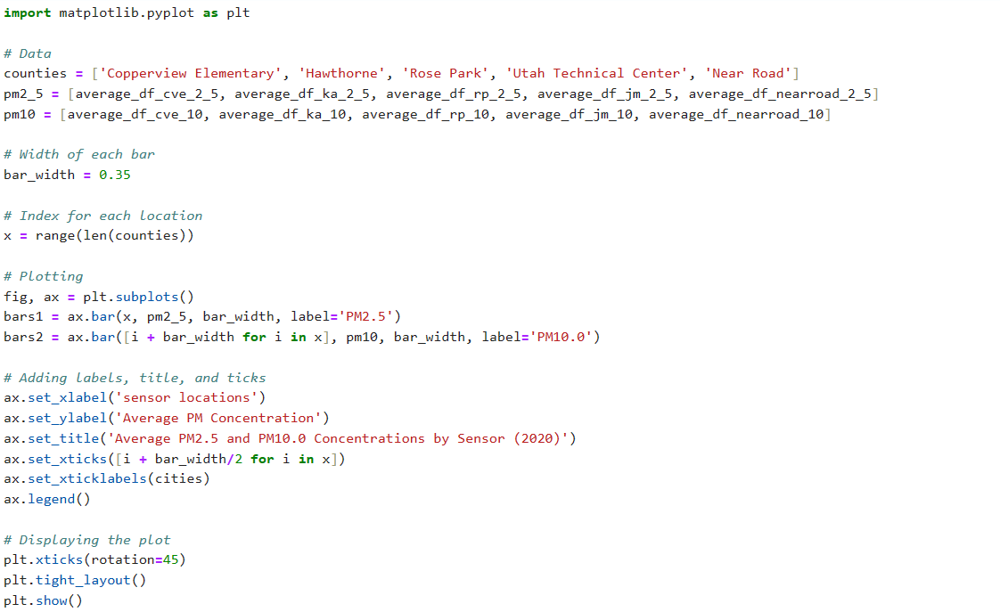 import matplotlib.pyplot as plt
# Data
counties = ['Copperview Elementary', 'Hawthorne', 'Rose Park', 'Utah Technical Center', 'Near Road']
pm2_5 = [average_df_cve_2_5, average_df_ka_2_5, average_df_rp_2_5, average_df_jm_2_5, average_df_nearroad_2_5]
pm10 = [average_df_cve_10, average_df_ka_10, average_df_rp_10, average_df_jm_10, average_df_nearroad_10]
# Width of each bar
bar_width = 0.35
# Index for each location
x = range(len(counties))
# Plotting
fig, ax = plt.subplots()
bars1 = ax.bar(x, pm2_5, bar_width, label='PM2.5')
bars2 = ax.bar([i + bar_width for i in x], pm10, bar_width, label='PM10.0')
# Adding labels, title, and ticks
ax.set_xlabel('sensor locations')
ax.set_ylabel('Average PM Concentration')
ax.set_title('Average PM2.5 and PM10.0 Concentrations by Sensor (2020)')
ax.set_xticks([i + bar_width/2 for i in x])
ax.set_xticklabels(cities)
ax.legend()
# Displaying the plot
plt.xticks(rotation=45)
plt.tight_layout()
plt.show()